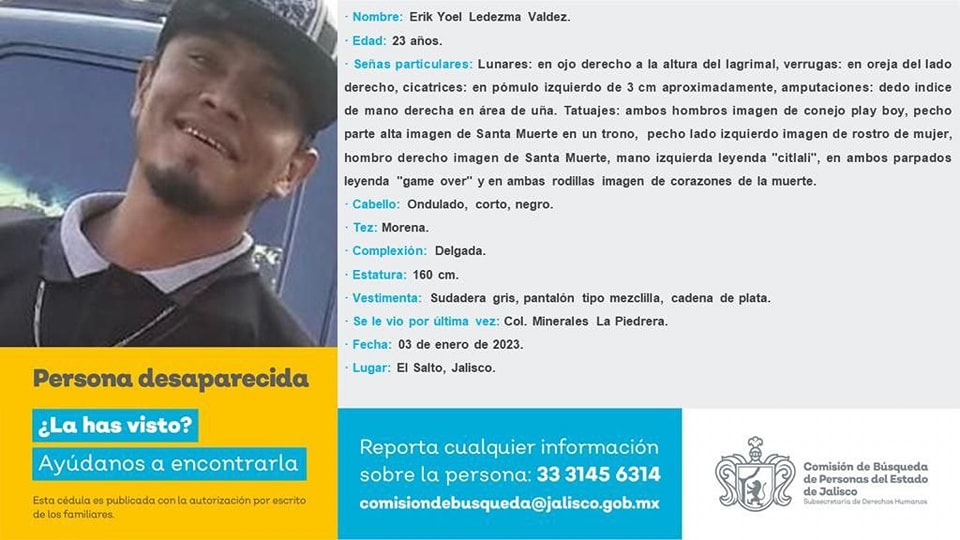 · Nombre: Erik Yoel Ledezma Valdez.
· Edad: 23 años.
· Señas particulares: Lunares: en ojo derecho a la altura del lagrimal, verrugas: en oreja del lado
derecho, cicatrices: en pómulo izquierdo de 3 cm aproximadamente, amputaciones: dedo índice
de mano derecha en área de uña. Tatuajes: ambos hombros imagen de conejo play boy, pecho
parte alta imagen de Santa Muerte en un trono, pecho lado izquierdo imagen de rostro de mujer,
hombro derecho imagen de Santa Muerte, mano izquierda leyenda "citlali", en ambos parpados
leyenda "game over" y en ambas rodillas imagen de corazones de la muerte.
· Cabello: Ondulado, corto, negro.
· Tez: Morena.
· Complexión: Delgada.
· Estatura: 160 cm.
· Vestimenta: Sudadera gris, pantalón tipo mezclilla, cadena de plata.
· Se le vio por última vez: Col. Minerales La Piedrera.
· Fecha: 03 de enero de 2023.
· Lugar: El Salto, Jalisco.
Persona desaparecida
¿La has visto?
Ayúdanos a encontrarla
Esta cédula es publicada con la autorización por escrito
de los familiares.
Reporta cualquier información
sobre la persona: 33 3145 6314
comisiondebusqueda@jalisco.gob.mx
Comisión de Búsqueda
de Personas del Estado
de Jalisco
Subsecretaría de Derechos Humanos